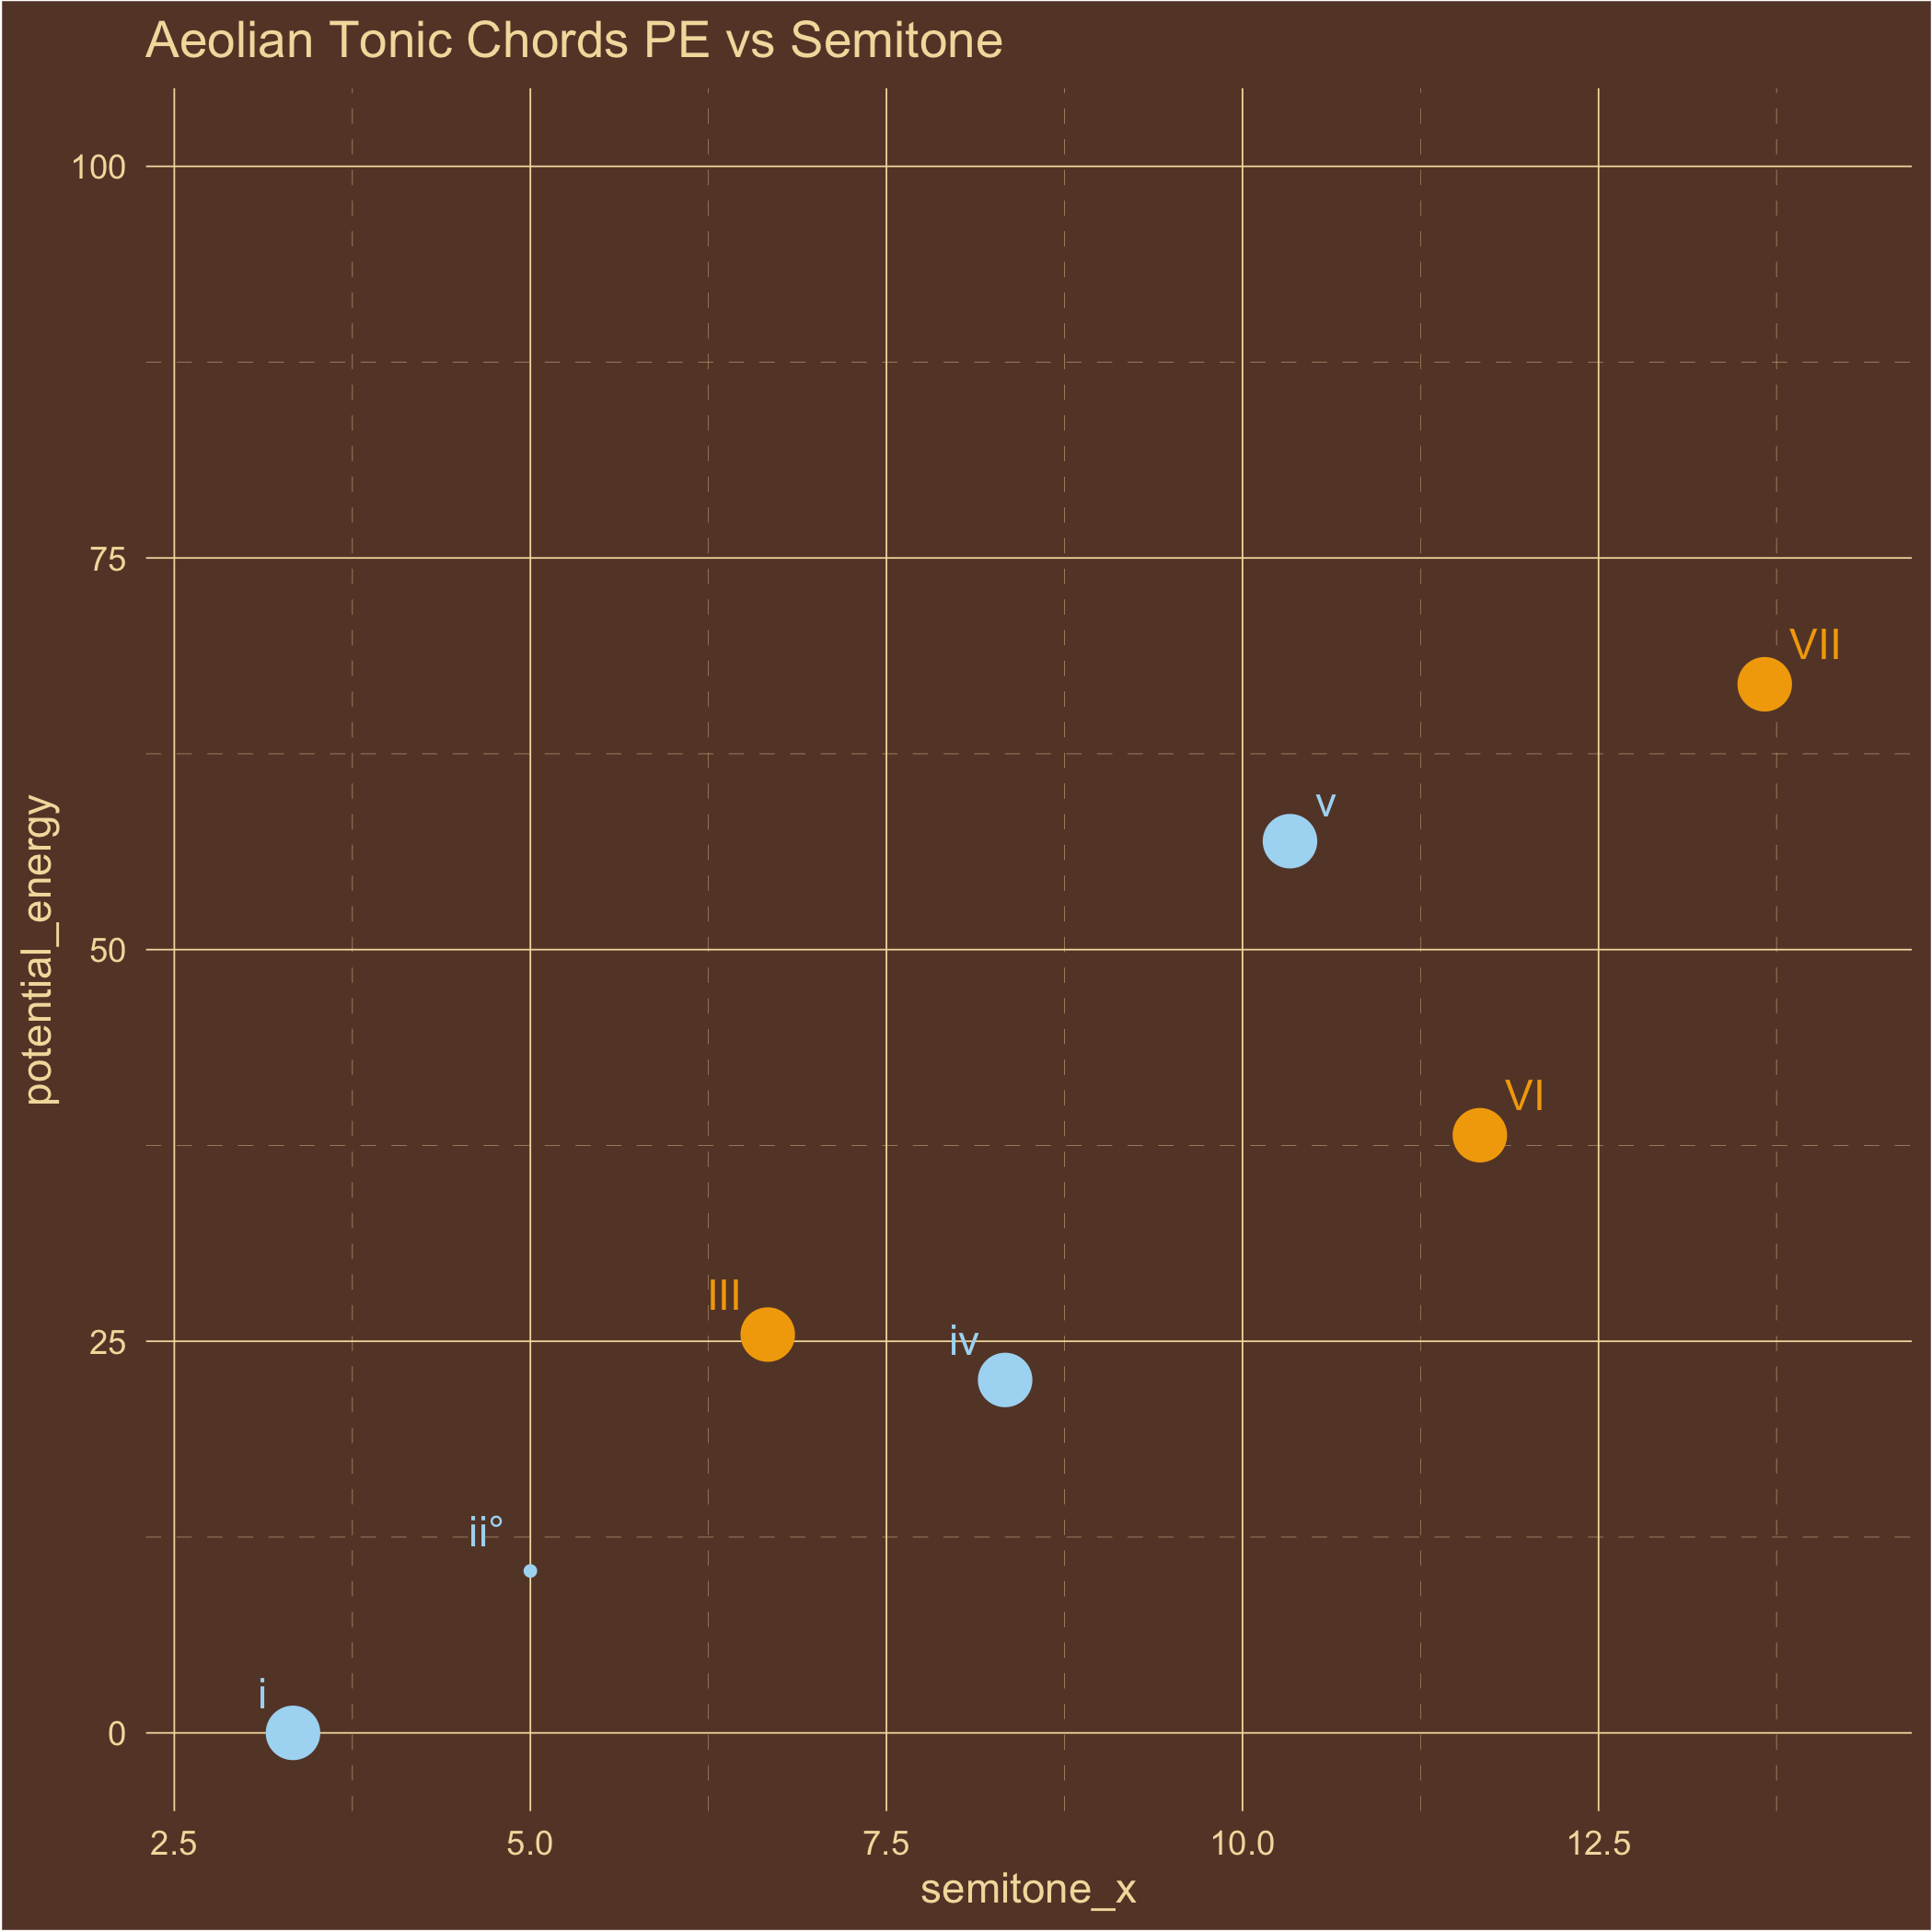 Aeolian Tonic Chords PE vs Semitone
100
75
50
25
0
potential_energy
VII
v
VI
III
iv
ii°
i
2.5 5.0 7.5 10.0 12.5
semitone_x